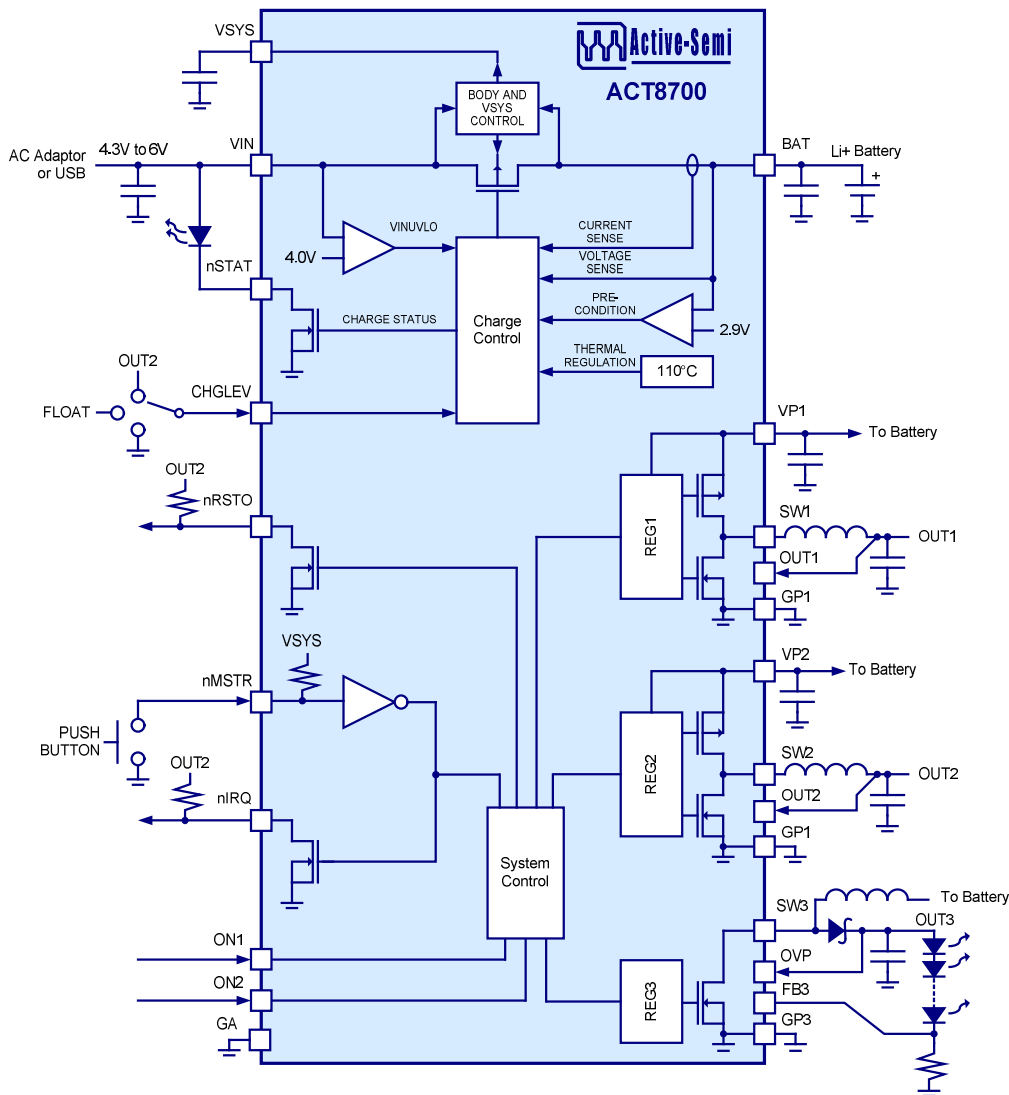 VSYS
Active-Semi
ACT8700
BODY AND
VSYS
CONTROL
AC Adaptor
or USB
4.3V to 6V
VIN
BAT
Li+ Battery
+
VINUVLO
4.0V
CURRENT
SENSE
VOLTAGE
SENSE
nSTAT
PRE-
CONDITION
2.9V
CHARGE STATUS
Charge
Control
THERMAL
REGULATION
110°C
OUT2
FLOAT
CHGLEV
VP1
To Battery
OUT2
nRSTO
REG1
SW1
OUT1
OUT1
GP1
VSYS
nMSTR
PUSH
BUTTON
VP2
To Battery
OUT2
nIRQ
REG2
SW2
OUT2
OUT2
GP1
System
Control
SW3
To Battery
OUT3
ON1
OVP
ON2
REG3
FB3
GA
GP3